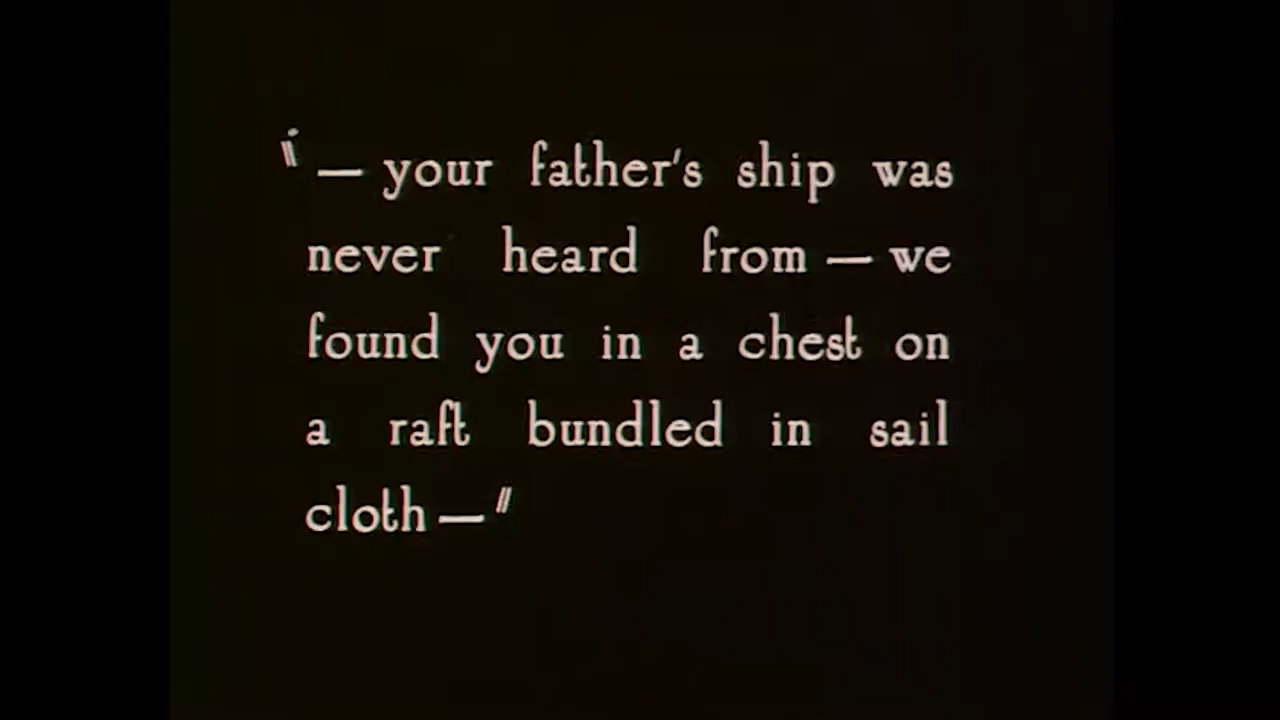 "— your father's ship was
never heard from — we
found you in a chest on
a raft bundled in sail
cloth — "